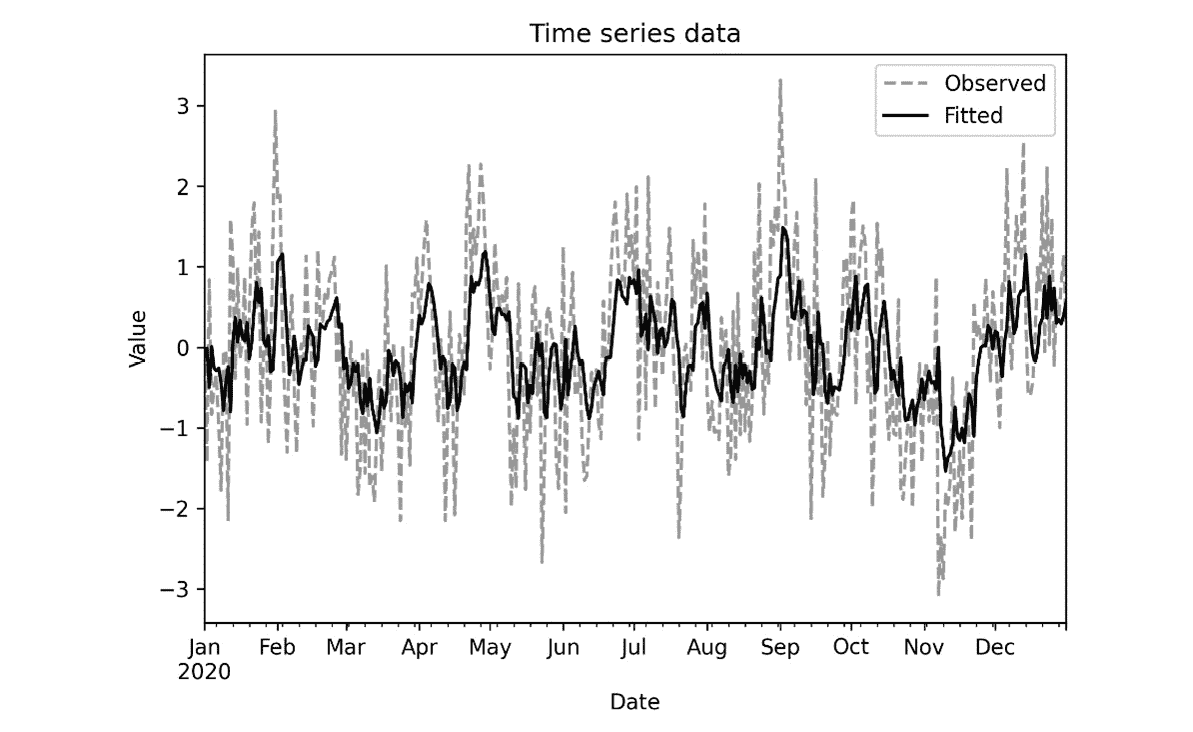 Time series data
Observed
Fitted
3
2
1
0
−1
−2
−3
Value
Jan Feb Mar Apr May Jun Jul Aug Sep Oct Nov Dec
2020
Date